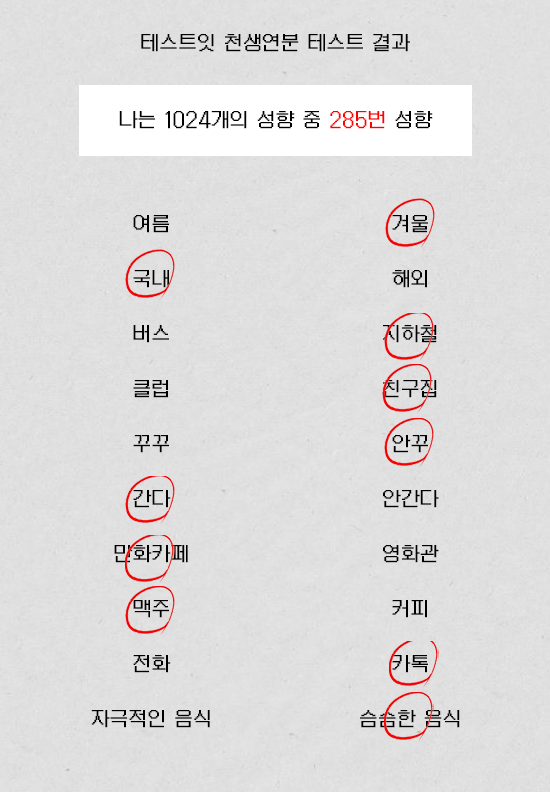 테스트잇 천생연분 테스트 결과
나는 1024개의 성향 중 285번 성향
여름 겨울
국내 해외
버스 지하철
클럽 친구집
꾸꾸 안꾸
간다 안간다
만화카페 영화관
맥주 커피
전화 카톡
자극적인 음식 슴슴한 음식